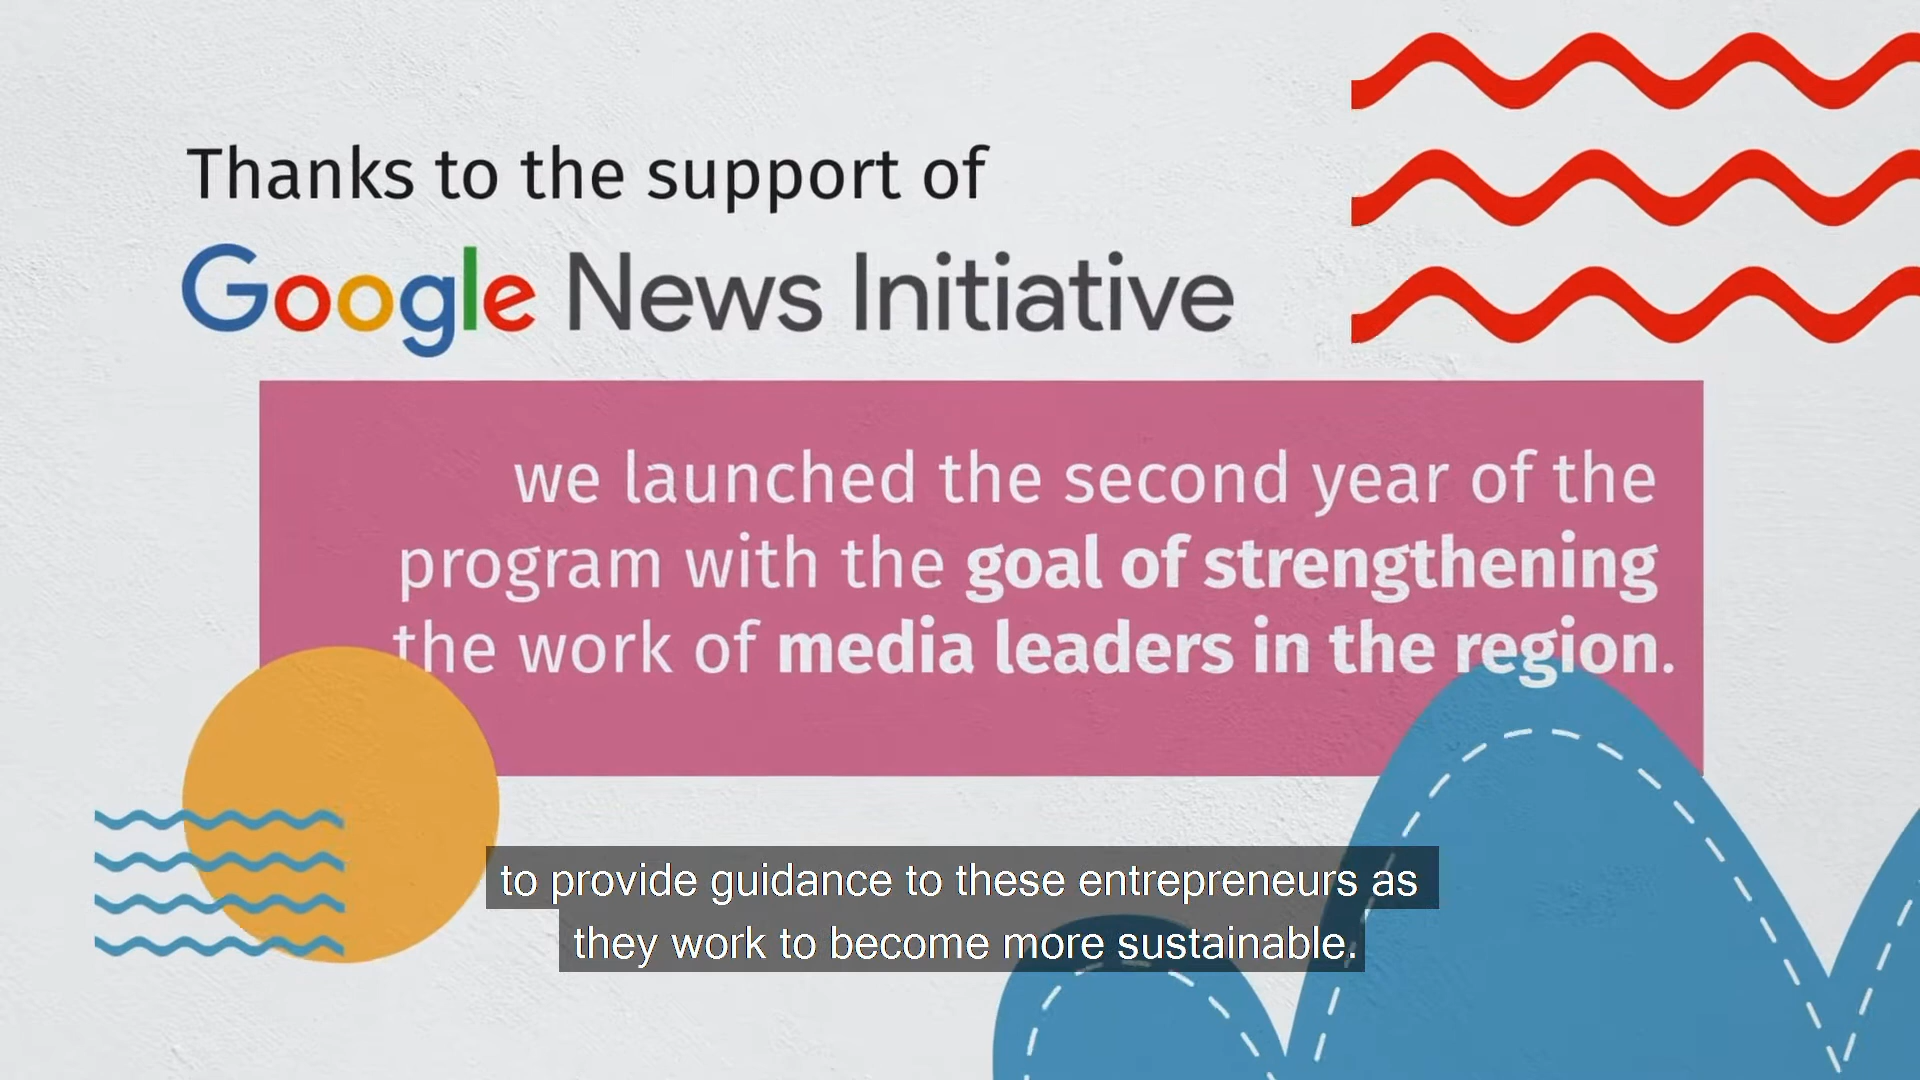 Thanks to the support of
Google News Initiative
we launched the second year of the
program with the goal of strengthening
the work of media leaders in the region.
to provide guidance to these entrepreneurs as
they work to become more sustainable.